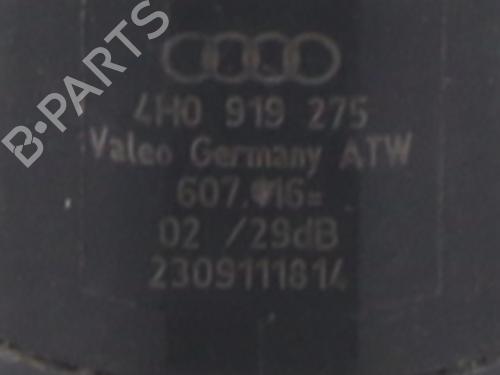 4H0 919 275
Valeo Germany ATW
02 /29dB
2309111814
B-PARTS